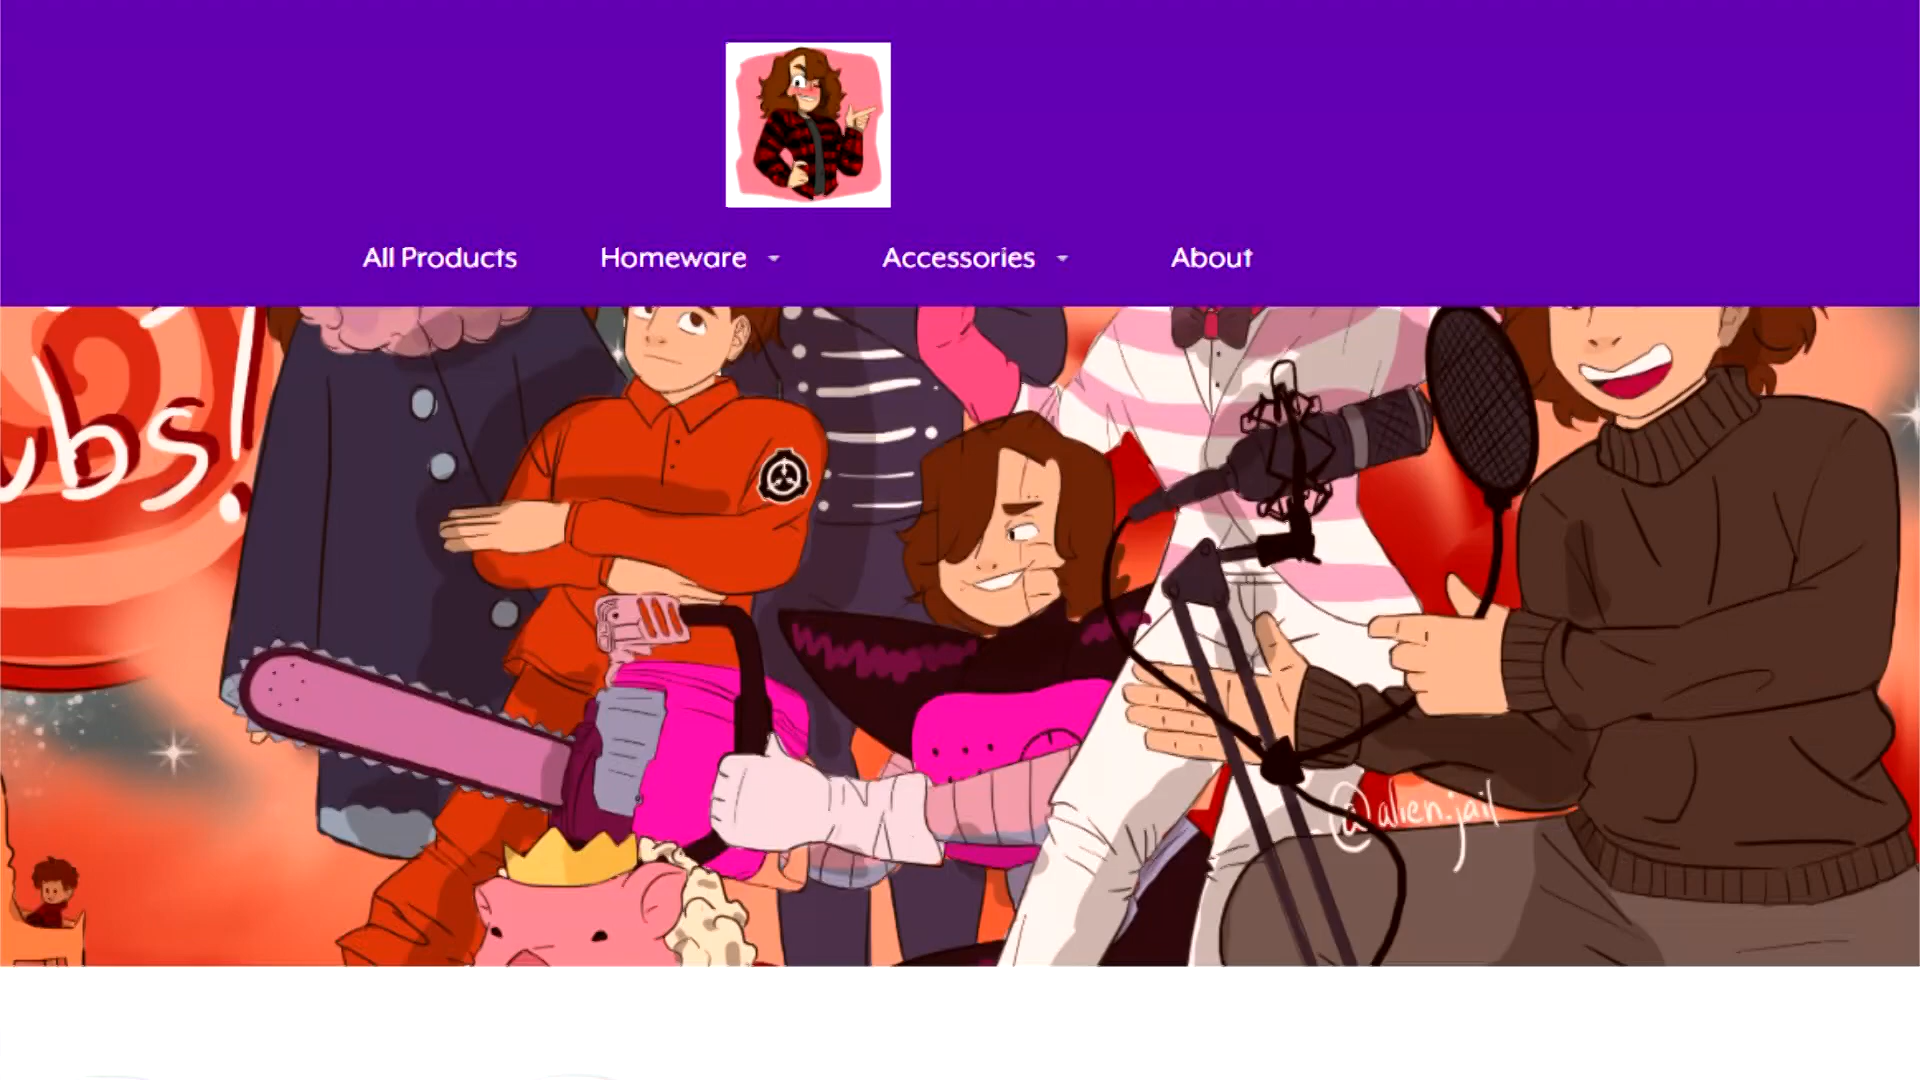 All Products
Homeware
Accessories
About
ubs!
@alien.jail